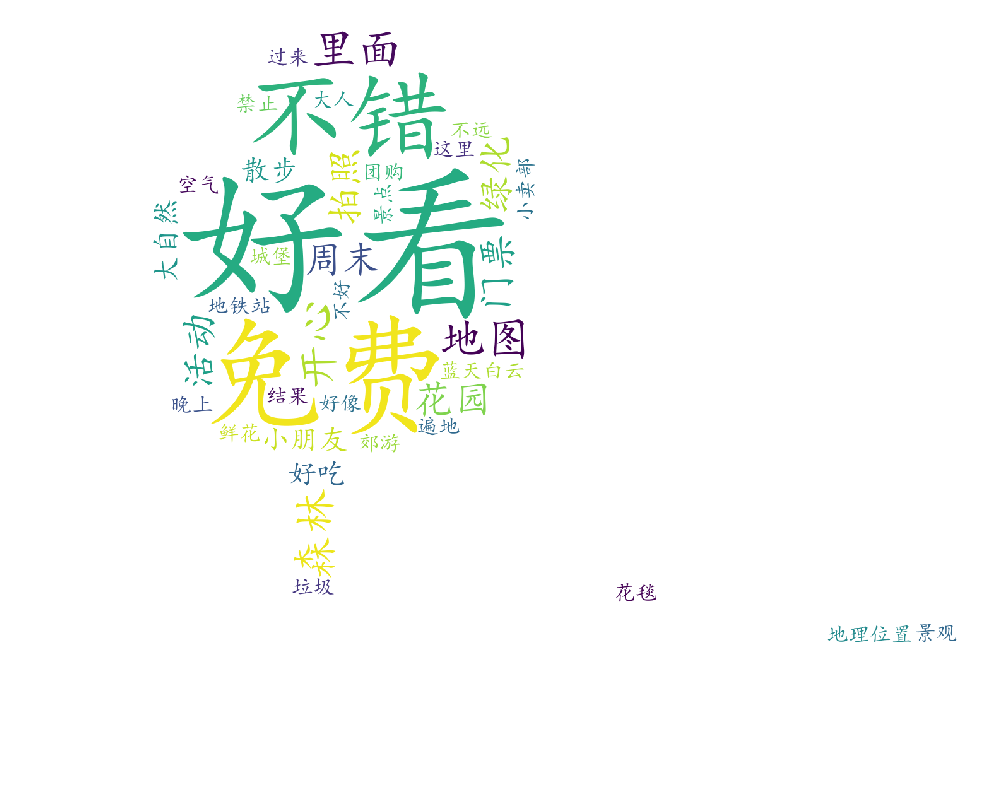 里面
过来
不错
禁止
大人
不远
这里
绿化
小卖部
散步
拍照
团购
空气
景点
大自然
好看
城堡
周末
门票
地铁站
不好
活动
开心
免费
地图
蓝天白云
结果
好像
花园
晚上
遍地
鲜花
小朋友
郊游
好吃
森林
垃圾
花毯
地理位置
景观